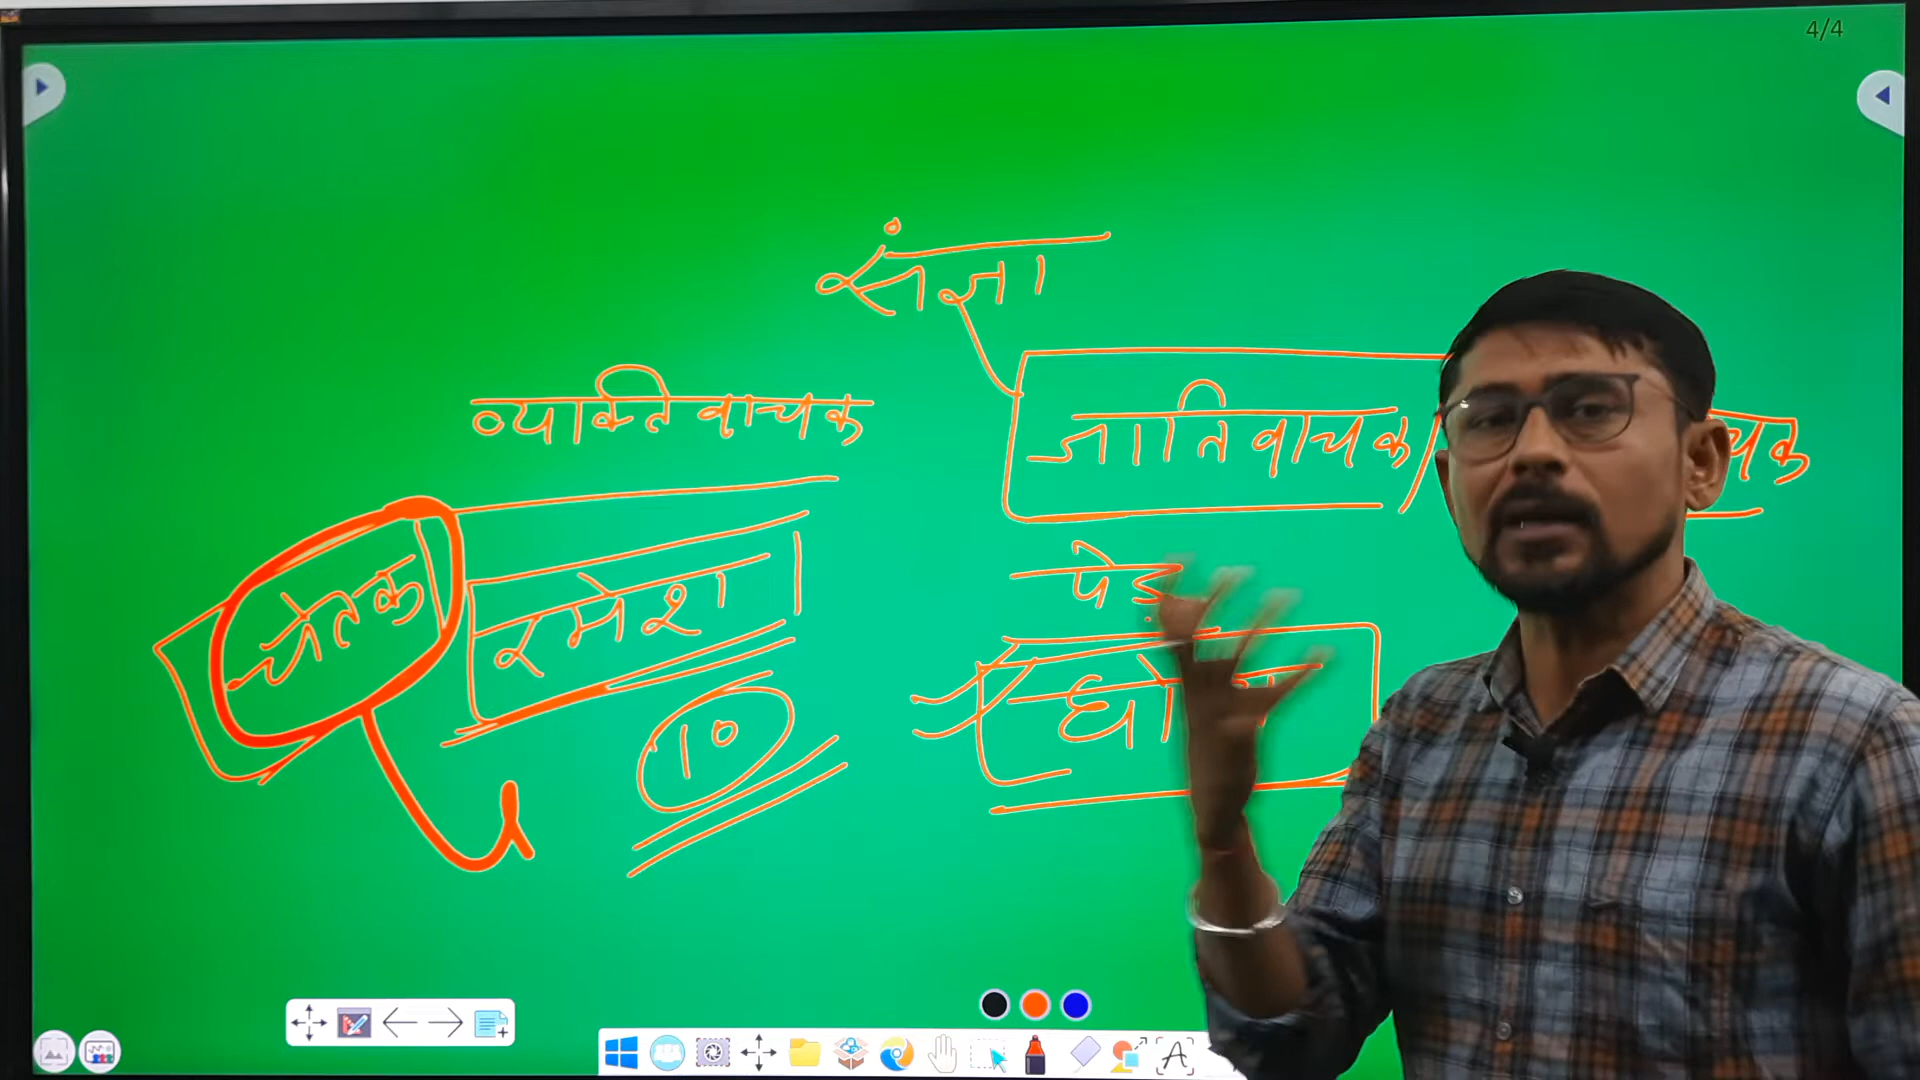 4/4
संज्ञा
व्यक्तिवाचक
जातिवाचक
चेतक
रमेश
10
पेड़
A